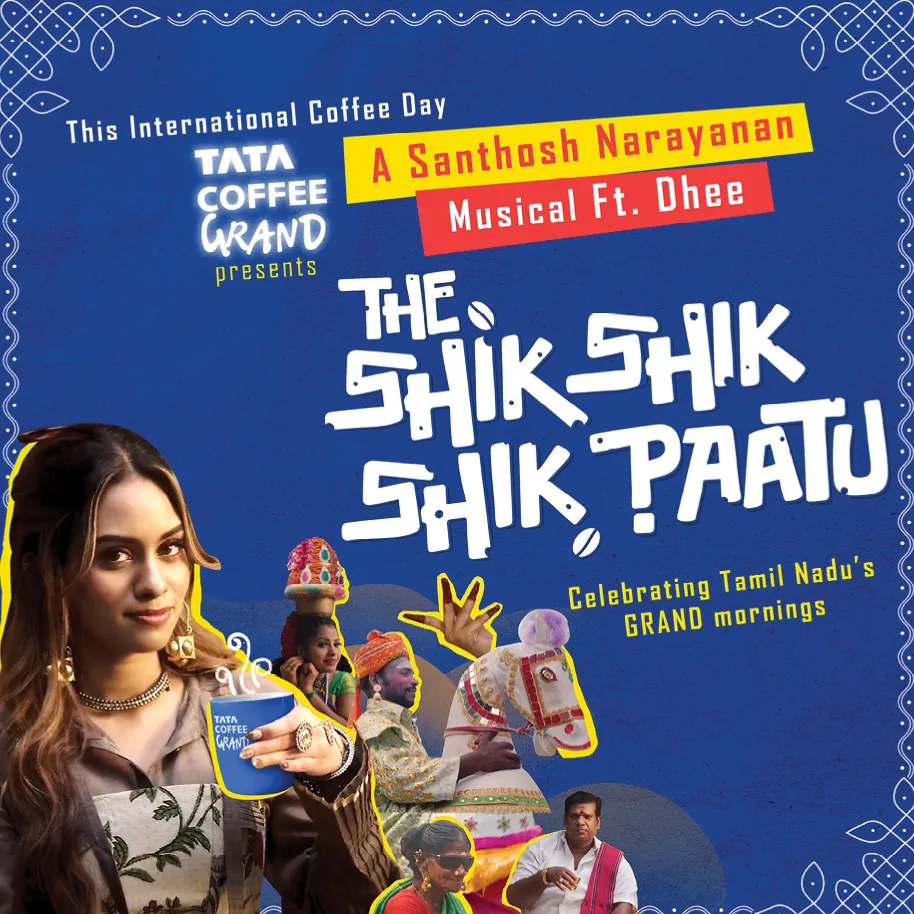 This International Coffee Day
TATA
COFFEE
GRAND
presents
A Santhosh Narayanan
Musical Ft. Dhee
THE
SHIK SHIK
SHIK PAATU
Celebrating Tamil Nadu's
GRAND mornings
TATA
COFFEE
GRAND